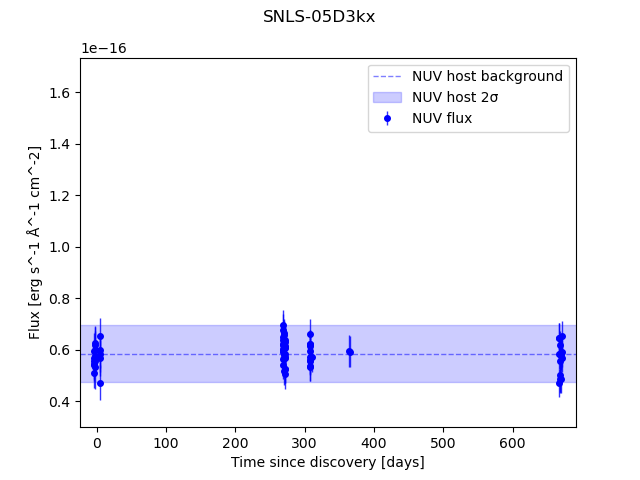 SNLS-05D3kx
1e−16
NUV host background
NUV host 2σ
NUV flux
1.6
1.4
1.2
1.0
0.8
0.6
0.4
Flux [erg s^-1 Å^-1 cm^-2]
0 100 200 300 400 500 600
Time since discovery [days]